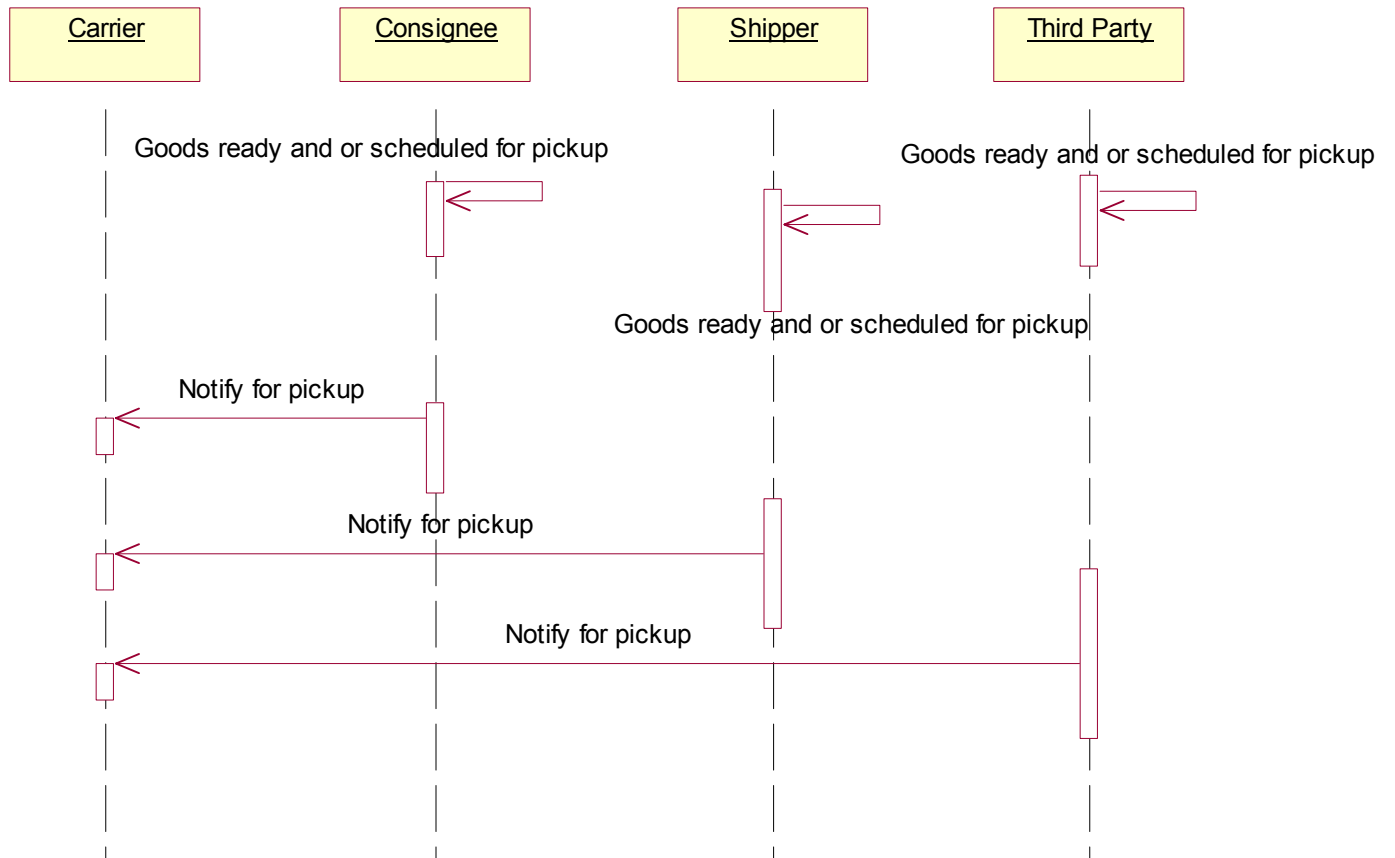 Carrier
Consignee
Shipper
Third Party
Goods ready and or scheduled for pickup
Goods ready and or scheduled for pickup
Goods ready and or scheduled for pickup
Notify for pickup
Notify for pickup
Notify for pickup